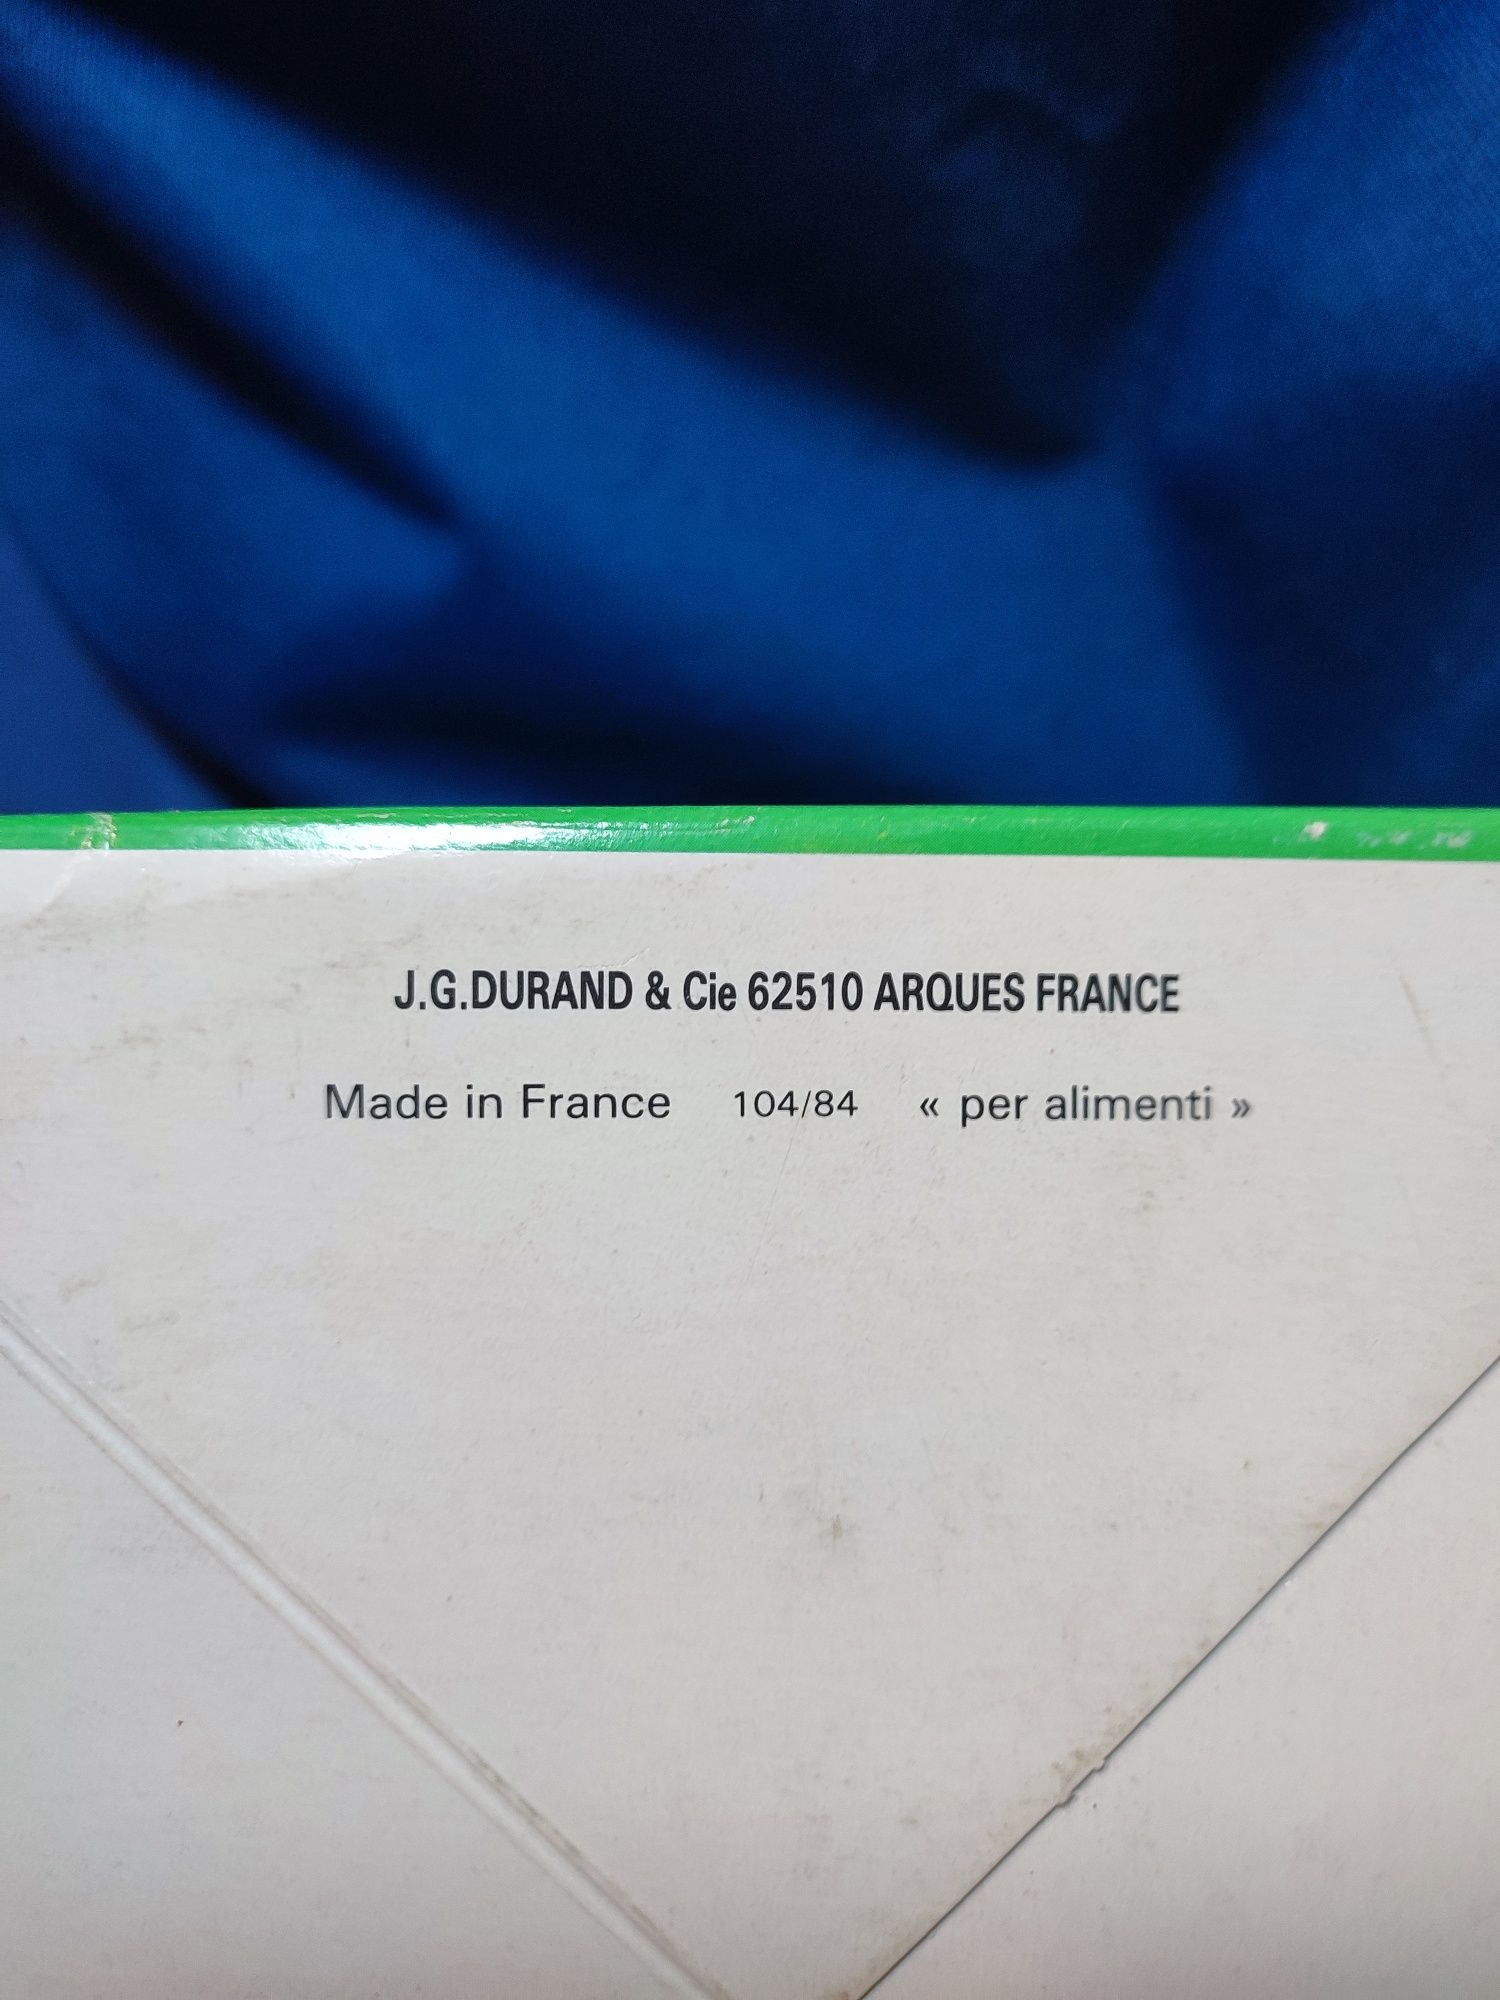 J.G.DURAND & Cie 62510 ARQUES FRANCE
Made in France 104/84 « per alimenti »